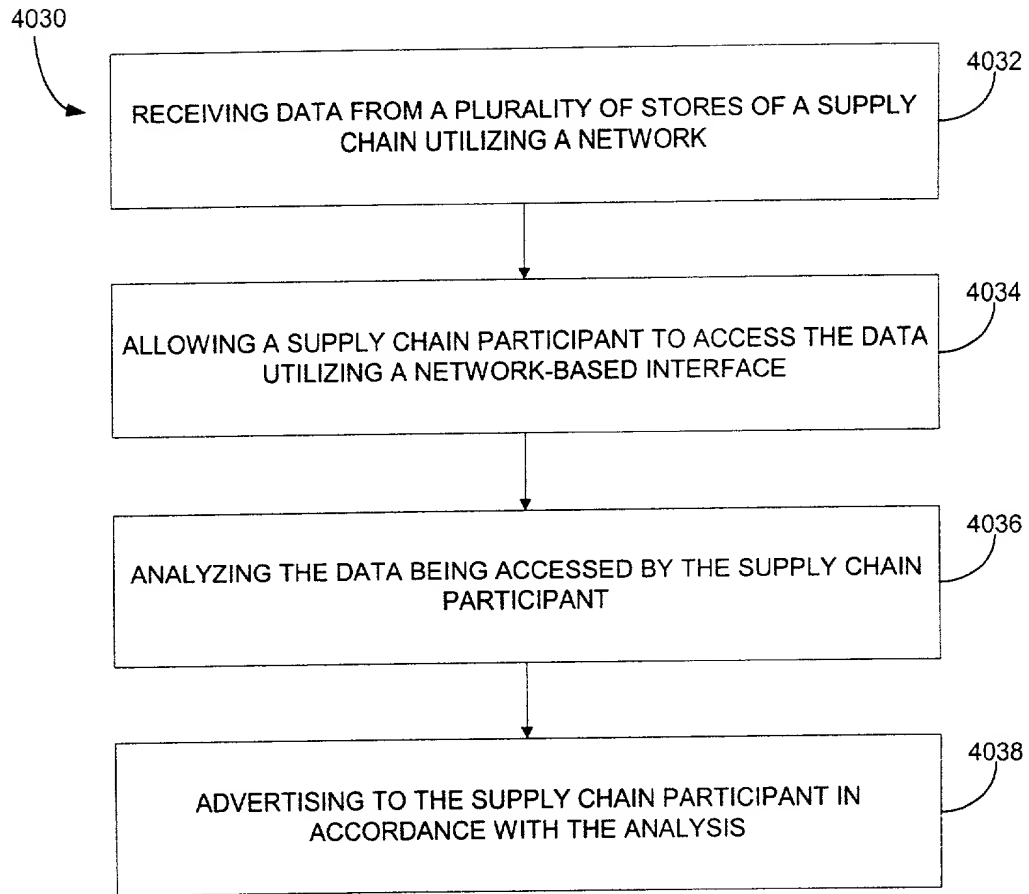 4030
4032
RECEIVING DATA FROM A PLURALITY OF STORES OF A SUPPLY
CHAIN UTILIZING A NETWORK
4034
ALLOWING A SUPPLY CHAIN PARTICIPANT TO ACCESS THE DATA
UTILIZING A NETWORK-BASED INTERFACE
4036
ANALYZING THE DATA BEING ACCESSED BY THE SUPPLY CHAIN
PARTICIPANT
4038
ADVERTISING TO THE SUPPLY CHAIN PARTICIPANT IN
ACCORDANCE WITH THE ANALYSIS